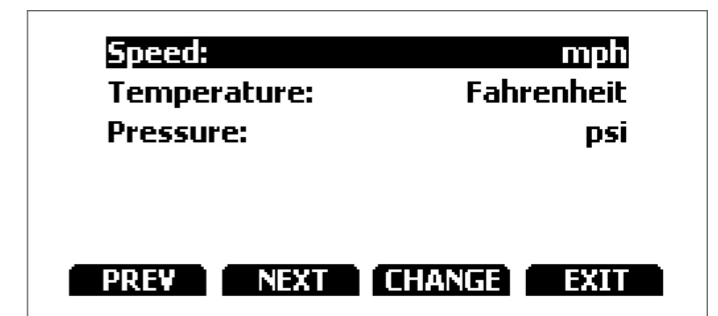 Speed: mph
Temperature: Fahrenheit
Pressure: psi
PREV NEXT CHANGE EXIT